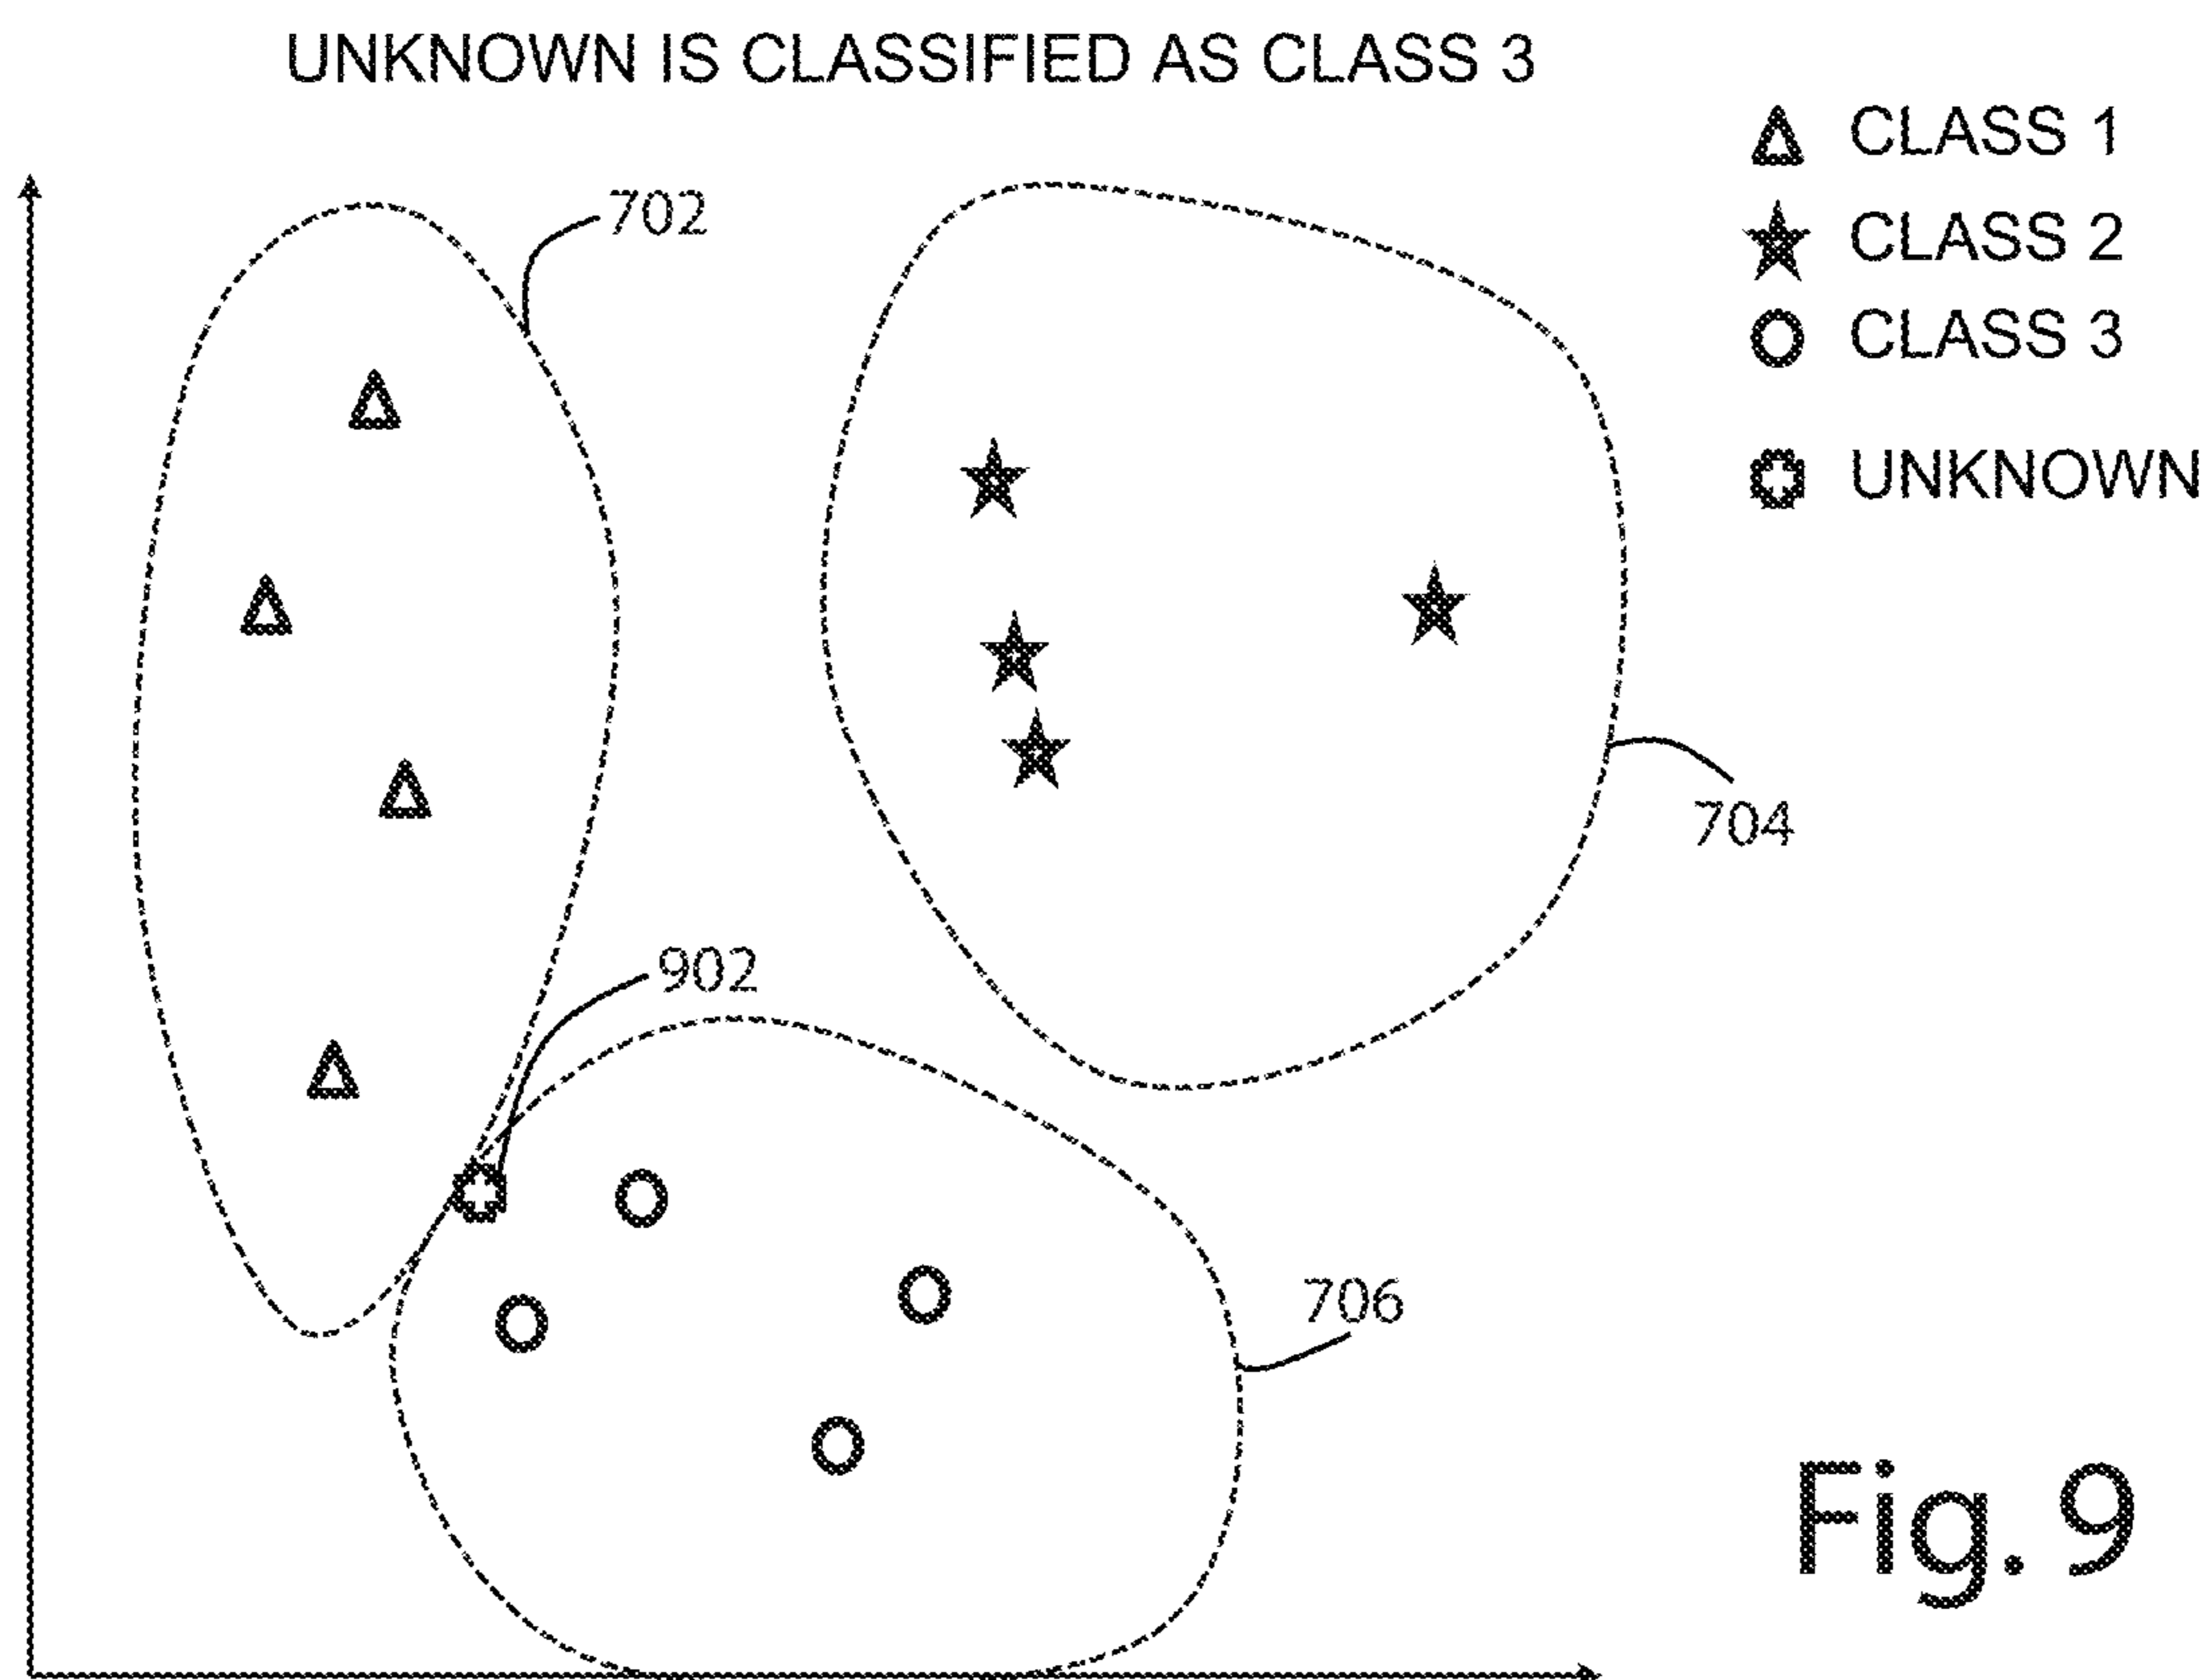 UNKNOWN IS CLASSIFIED AS CLASS 3
CLASS 1
CLASS 2
CLASS 3
UNKNOWN
702
704
902
706
Fig. 9